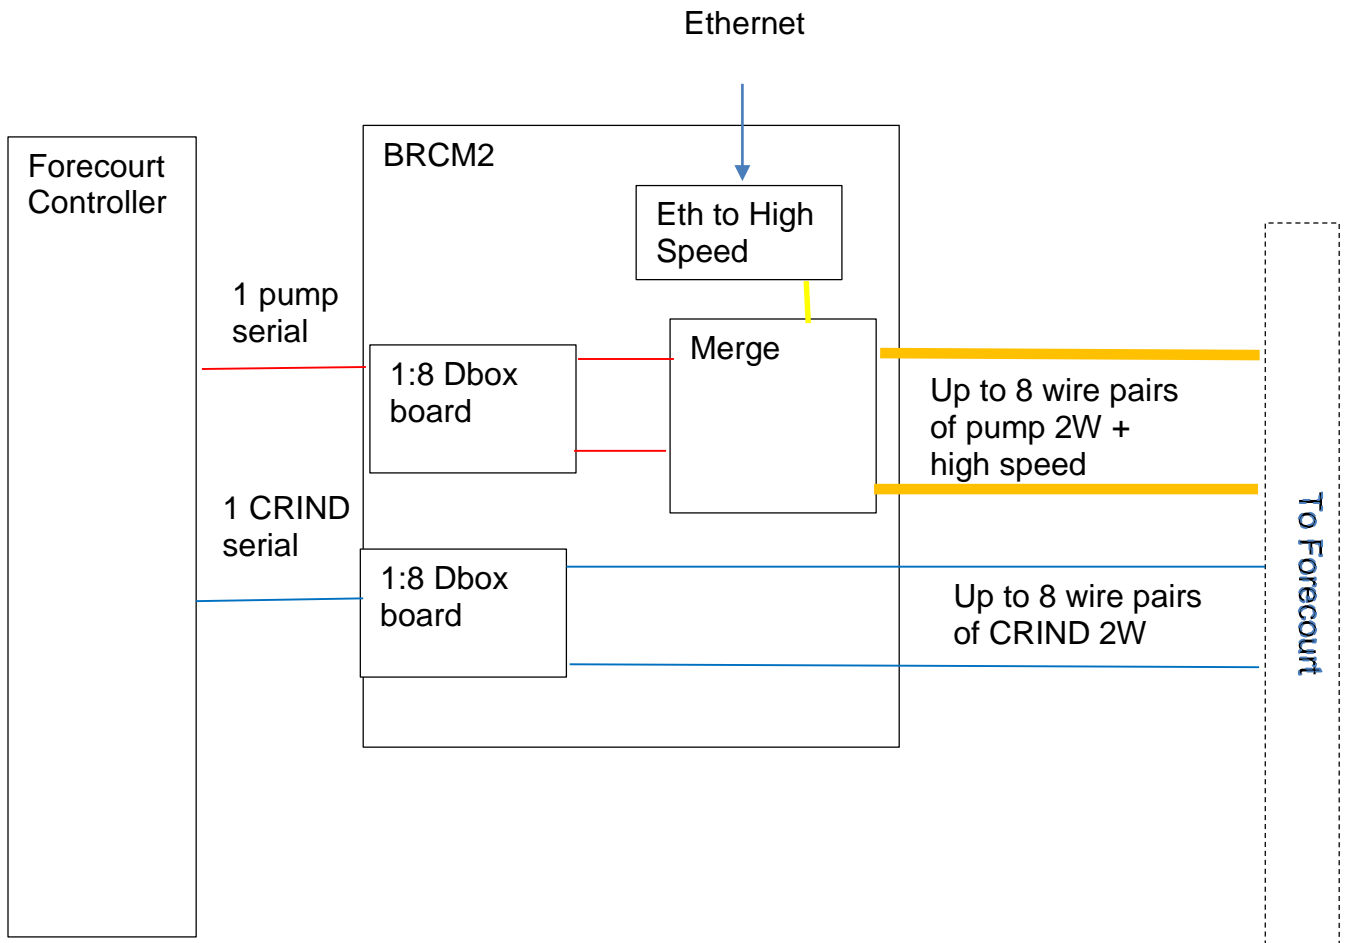 Ethernet
Forecourt
Controller
BRCM2
Eth to High
Speed
1 pump
serial
1:8 Dbox
board
Merge
Up to 8 wire pairs
of pump 2W +
high speed
1 CRIND
serial
1:8 Dbox
board
Up to 8 wire pairs
of CRIND 2W
To Forecourt